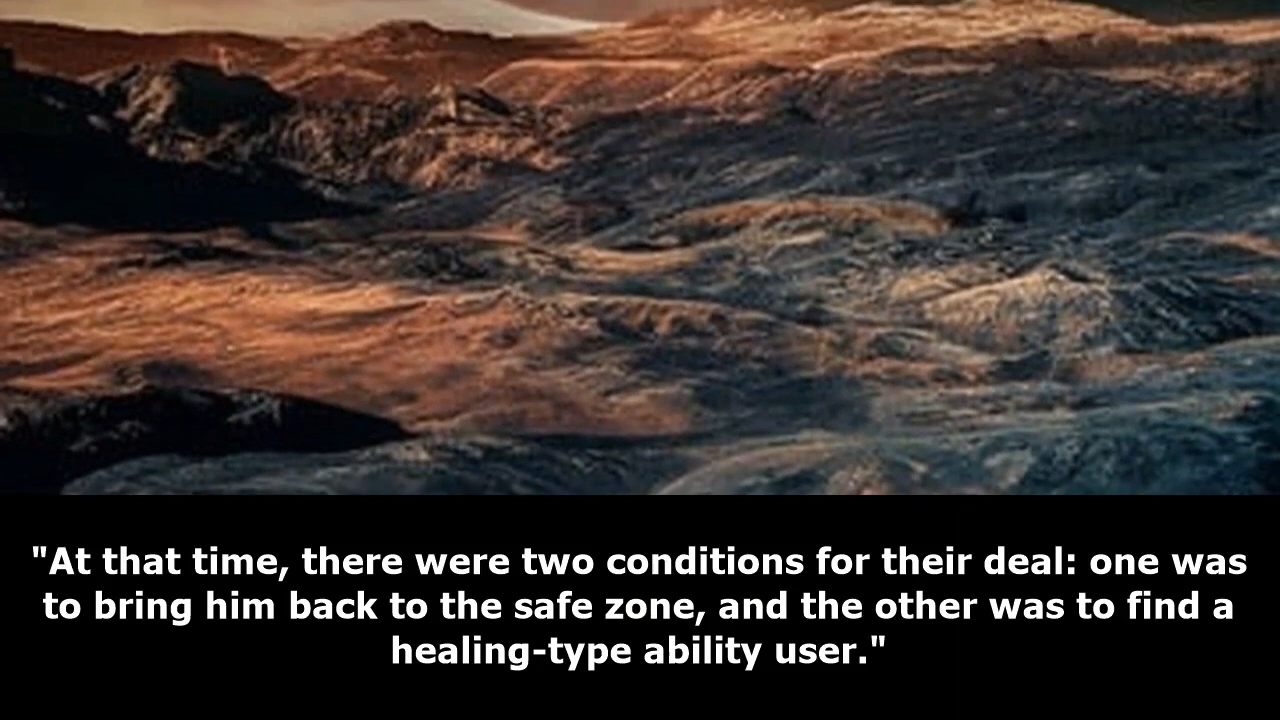 "At that time, there were two conditions for their deal: one was
to bring him back to the safe zone, and the other was to find a
healing-type ability user."